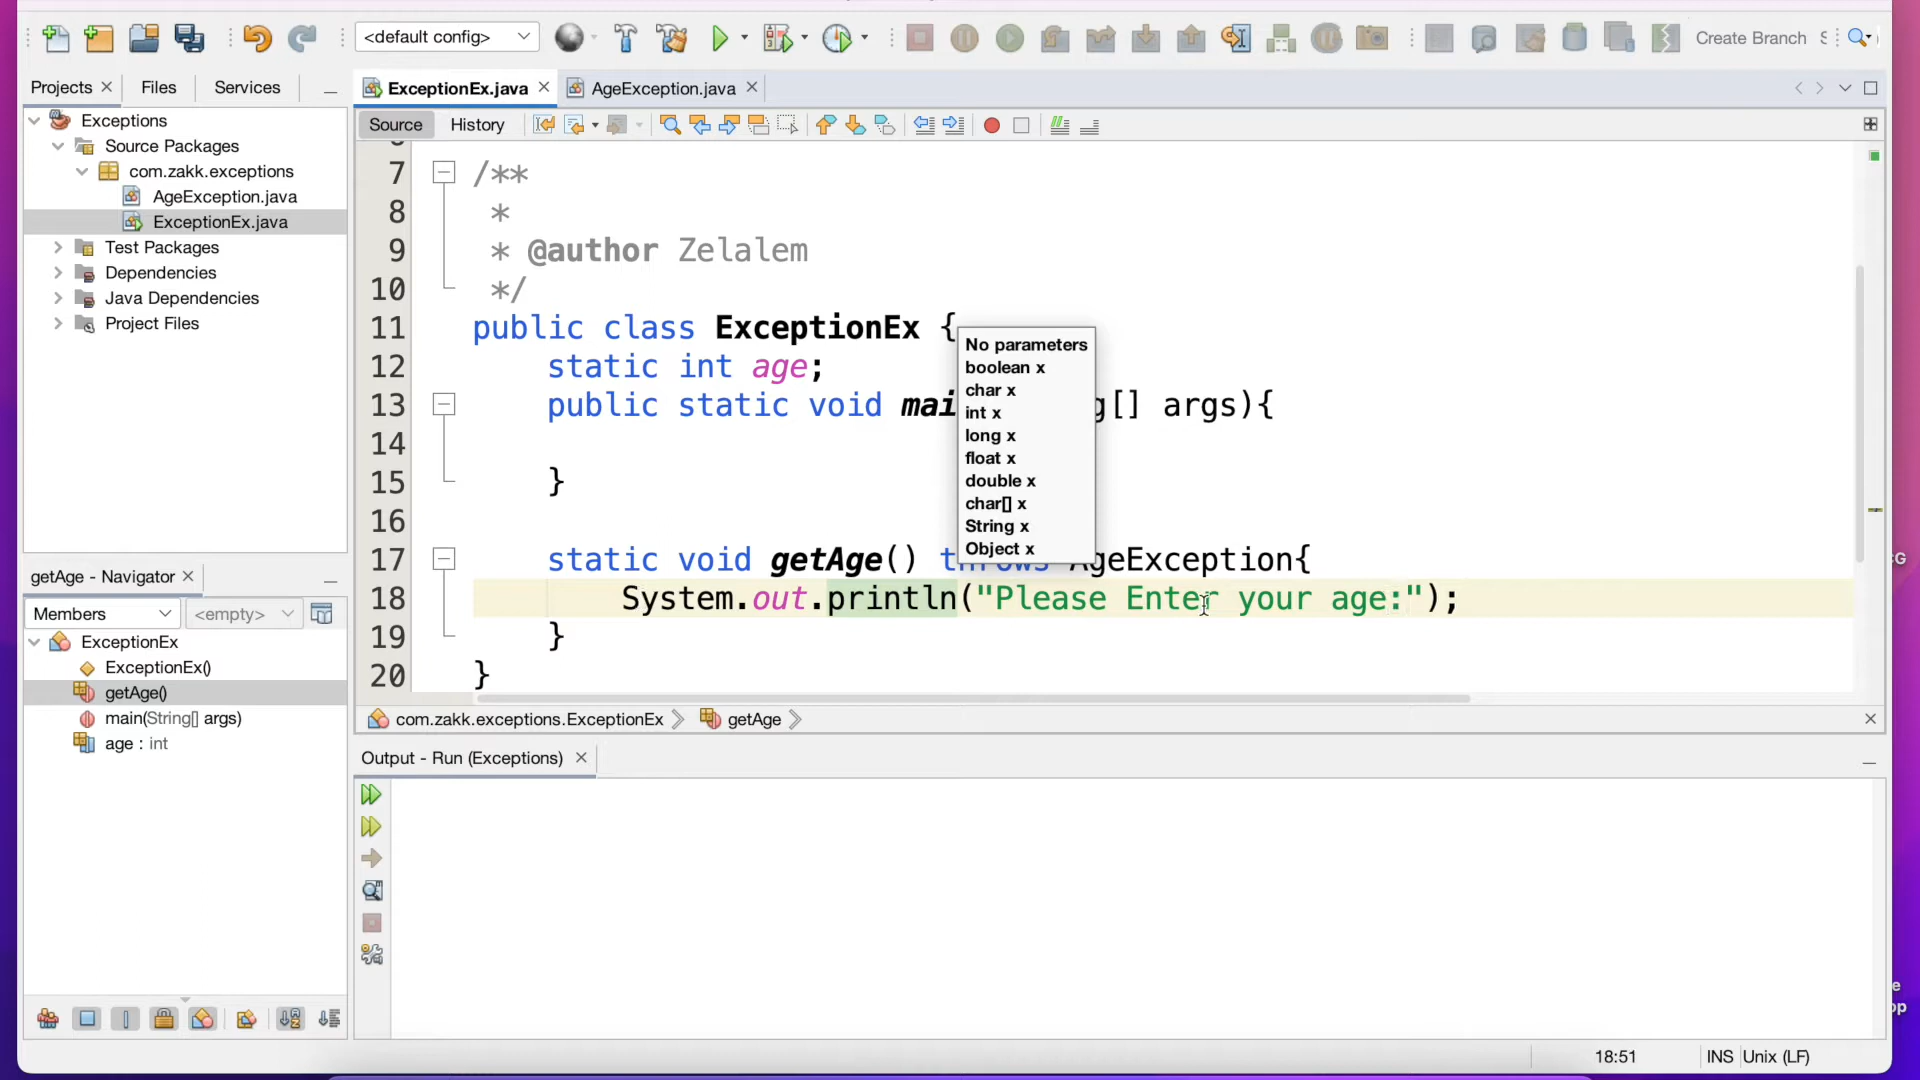 <default config>
Create Branch
Projects
Files
Services
ExceptionEx.java
AgeException.java
Source
History
Exceptions
Source Packages
com.zakk.exceptions
AgeException.java
ExceptionEx.java
Test Packages
Dependencies
Java Dependencies
Project Files
7 /**
8 *
9 * @author Zelalem
10 */
11 public class ExceptionEx {
12 static int age;
13 public static void mai g[] args){
14
15 }
16
17 static void getAge() throws AgeException{
18 System.out.println("Please Enter your age:");
19 }
20 }
No parameters
boolean x
char x
int x
long x
float x
double x
char[] x
String x
Object x
getAge - Navigator
Members
<empty>
ExceptionEx
ExceptionEx()
getAge()
main(String[] args)
age : int
com.zakk.exceptions.ExceptionEx
getAge
Output - Run (Exceptions)
18:51
INS
Unix (LF)